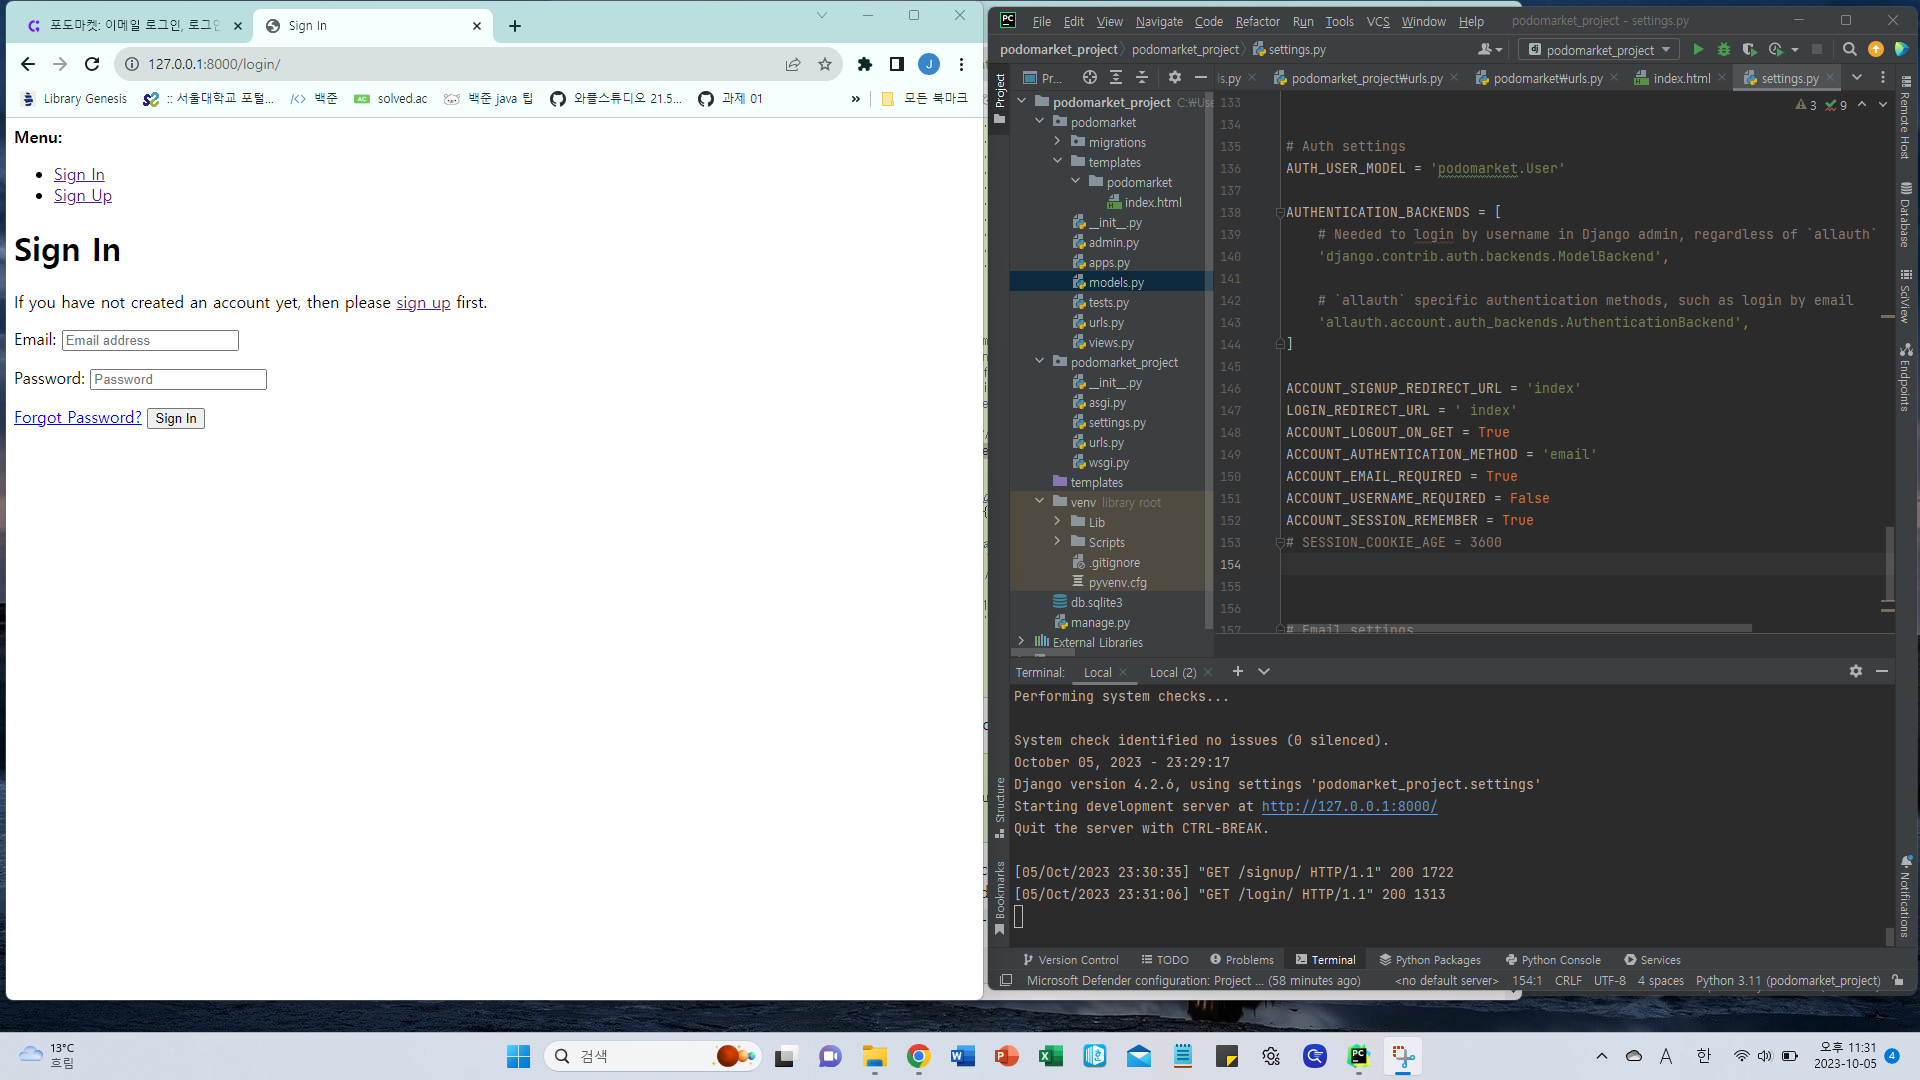 포도마켓: 이메일 로그인, 로그인
Sign In
127.0.0.1:8000/login/
Library Genesis
:: 서울대학교 포털...
백준
solved.ac
백준 java 팁
와플스튜디오 21.5...
과제 01
»
모든 북마크
Menu:
Sign In
Sign Up
Sign In
If you have not created an account yet, then please sign up first.
Email: Email address
Password: Password
Forgot Password? Sign In
File Edit View Navigate Code Refactor Run Tools VCS Window Help podomarket_project - settings.py
podomarket_project podomarket_project settings.py
podomarket_project
Pr...
ls.py podomarket_project₩urls.py podomarket₩urls.py index.html settings.py
Project
podomarket_project C:₩Use
podomarket
migrations
templates
podomarket
index.html
__init__.py
admin.py
apps.py
models.py
tests.py
urls.py
views.py
podomarket_project
__init__.py
asgi.py
settings.py
urls.py
wsgi.py
templates
venv library root
Lib
Scripts
.gitignore
pyvenv.cfg
db.sqlite3
manage.py
External Libraries
3 9
133
134
135 # Auth settings
136 AUTH_USER_MODEL = 'podomarket.User'
137
138 AUTHENTICATION_BACKENDS = [
139 # Needed to login by username in Django admin, regardless of `allauth`
140 'django.contrib.auth.backends.ModelBackend',
141
142 # `allauth` specific authentication methods, such as login by email
143 'allauth.account.auth_backends.AuthenticationBackend',
144 ]
145
146 ACCOUNT_SIGNUP_REDIRECT_URL = 'index'
147 LOGIN_REDIRECT_URL = ' index'
148 ACCOUNT_LOGOUT_ON_GET = True
149 ACCOUNT_AUTHENTICATION_METHOD = 'email'
150 ACCOUNT_EMAIL_REQUIRED = True
151 ACCOUNT_USERNAME_REQUIRED = False
152 ACCOUNT_SESSION_REMEMBER = True
153 # SESSION_COOKIE_AGE = 3600
154
155
156
157 # Email settings
Remote Host
Database
SciView
Endpoints
Notifications
Structure
Bookmarks
Terminal: Local Local (2)
Performing system checks...
System check identified no issues (0 silenced).
October 05, 2023 - 23:29:17
Django version 4.2.6, using settings 'podomarket_project.settings'
Starting development server at http://127.0.0.1:8000/
Quit the server with CTRL-BREAK.
[05/Oct/2023 23:30:35] "GET /signup/ HTTP/1.1" 200 1722
[05/Oct/2023 23:31:06] "GET /login/ HTTP/1.1" 200 1313
Version Control TODO Problems Terminal Python Packages Python Console Services
Microsoft Defender configuration: Project ... (58 minutes ago) <no default server> 154:1 CRLF UTF-8 4 spaces Python 3.11 (podomarket_project)
13°C
흐림
검색
A 한
오후 11:31
2023-10-05
4